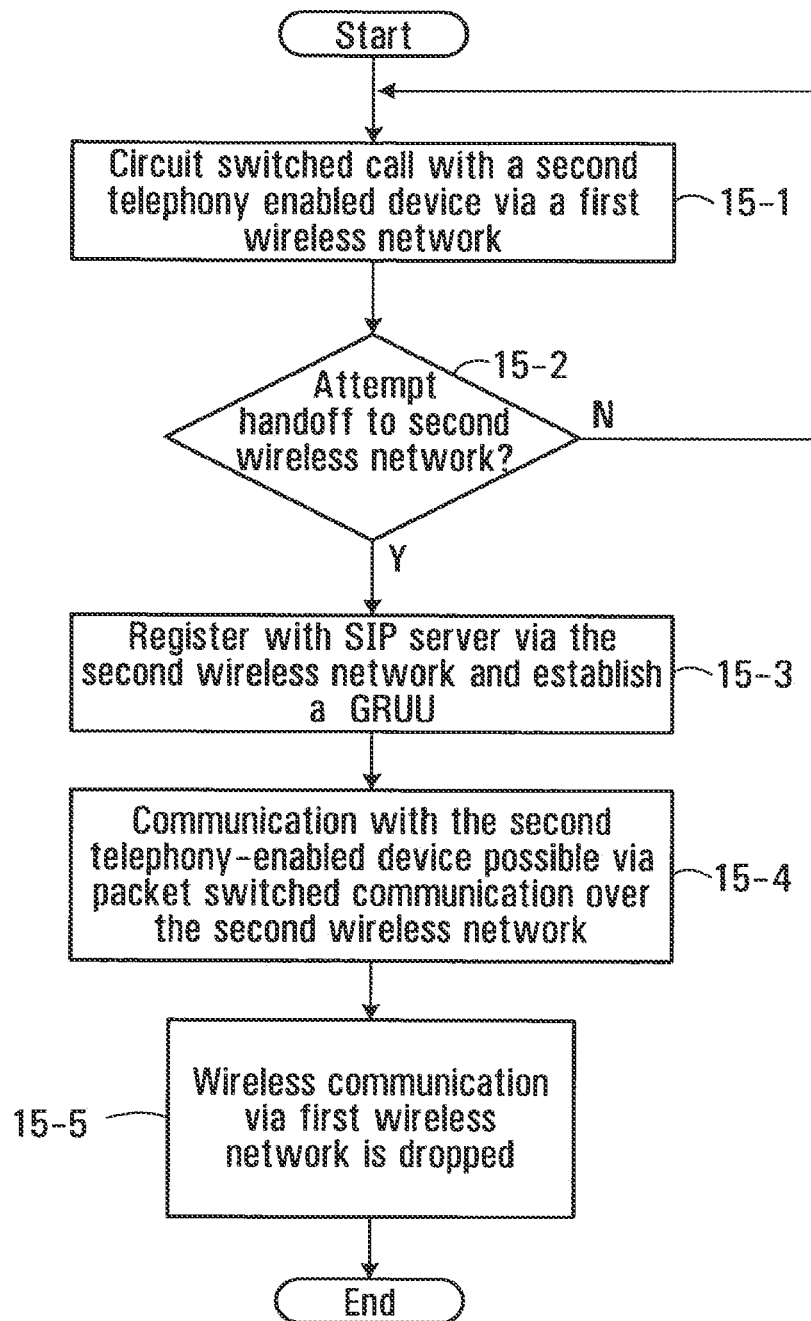 Start
Circuit switched call with a second
telephony enabled device via a first
wireless network
15-1
15-2
Attempt
handoff to second
wireless network?
N
Y
Register with SIP server via the
second wireless network and establish
a GRUU
15-3
Communication with the second
telephony-enabled device possible via
packet switched communication over
the second wireless network
15-4
Wireless communication
via first wireless
network is dropped
15-5
End